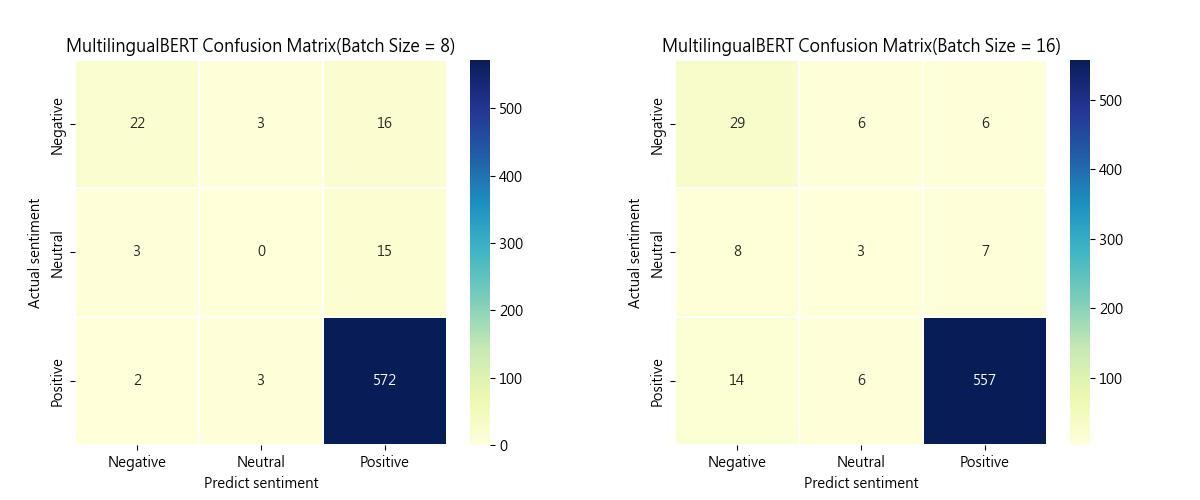 MultilingualBERT Confusion Matrix(Batch Size = 8)
Actual sentiment
Negative
22 3 16
Neutral
3 0 15
Positive
2 3 572
Negative Neutral Positive
Predict sentiment
500
400
300
200
100
0
MultilingualBERT Confusion Matrix(Batch Size = 16)
Actual sentiment
Negative
29 6 6
Neutral
8 3 7
Positive
14 6 557
Negative Neutral Positive
Predict sentiment
500
400
300
200
100